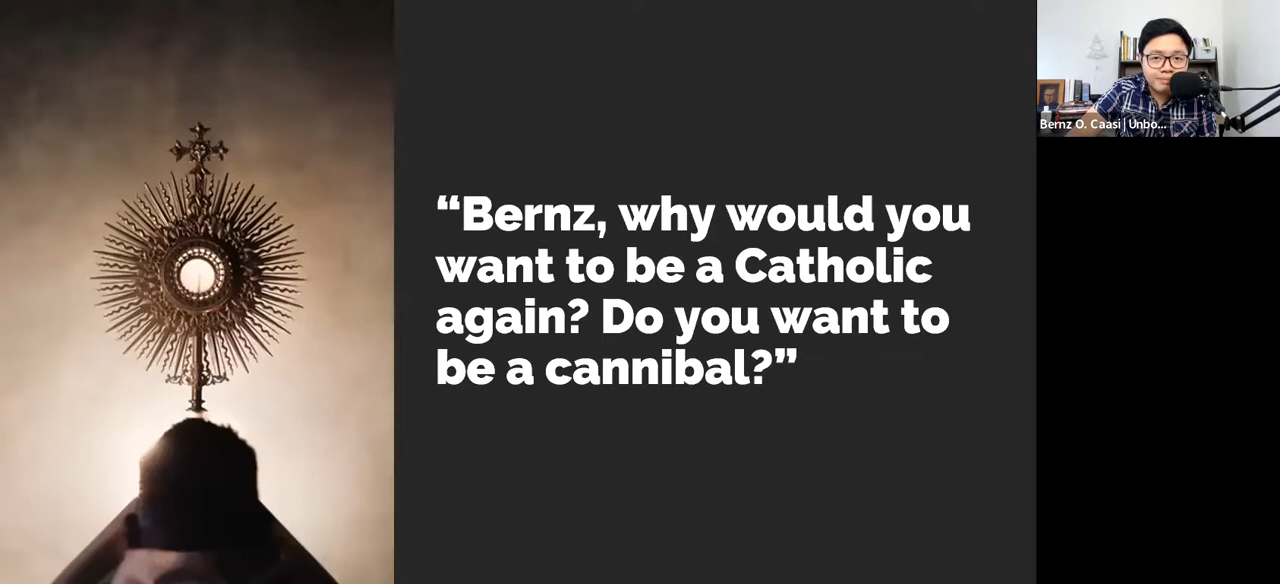 “Bernz, why would you
want to be a Catholic
again? Do you want to
be a cannibal?”
Bernz O. Caasi | Unbo...